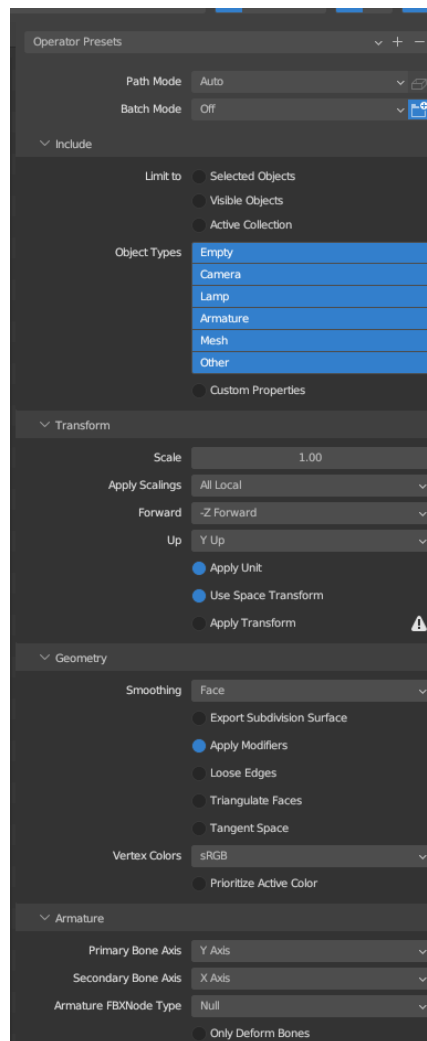 Operator Presets
Path Mode Auto
Batch Mode Off
Include
Limit to Selected Objects
Visible Objects
Active Collection
Object Types Empty
Camera
Lamp
Armature
Mesh
Other
Custom Properties
Transform
Scale 1.00
Apply Scalings All Local
Forward -Z Forward
Up Y Up
Apply Unit
Use Space Transform
Apply Transform
Geometry
Smoothing Face
Export Subdivision Surface
Apply Modifiers
Loose Edges
Triangulate Faces
Tangent Space
Vertex Colors sRGB
Prioritize Active Color
Armature
Primary Bone Axis Y Axis
Secondary Bone Axis X Axis
Armature FBXNode Type Null
Only Deform Bones